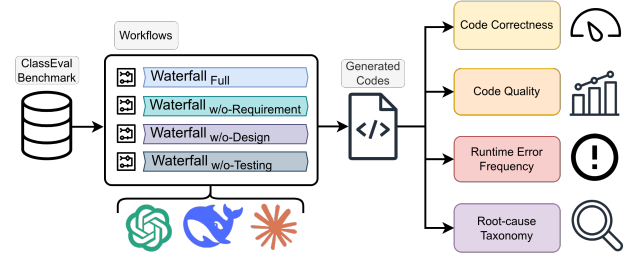 ClassEval
Benchmark
Workflows
Waterfall Full
Waterfall w/o-Requirement
Waterfall w/o-Design
Waterfall w/o-Testing
Generated
Codes
</>
Code Correctness
Code Quality
Runtime Error
Frequency
Root-cause
Taxonomy